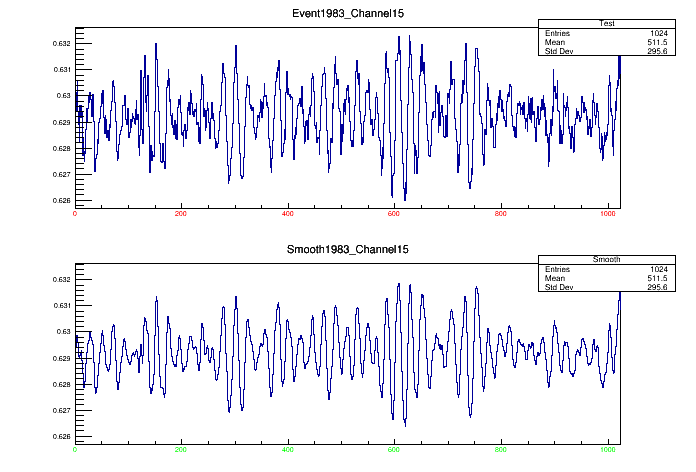 Event1983_Channel15
Test
Entries 1024
Mean 511.5
Std Dev 295.6
0.632
0.631
0.63
0.629
0.628
0.627
0.626
0 200 400 600 800 1000
Smooth1983_Channel15
Smooth
Entries 1024
Mean 511.5
Std Dev 295.6
0.632
0.631
0.63
0.629
0.628
0.627
0.626
0 200 400 600 800 1000